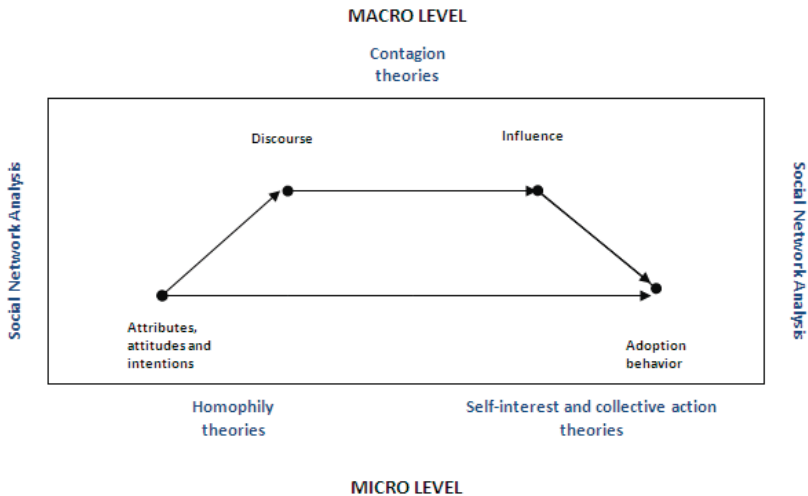 MACRO LEVEL
Contagion
theories
Discourse
Influence
Social Network Analysis
Social Network Analysis
Attributes,
attitudes and
intentions
Adoption
behavior
Homophily
theories
Self-interest and collective action
theories
MICRO LEVEL